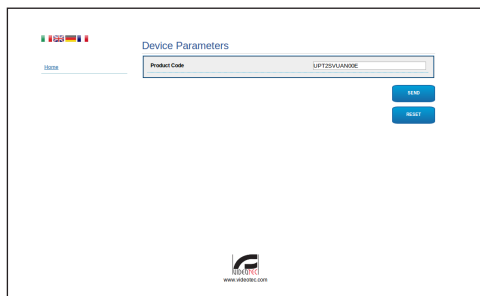 Device Parameters
Home
Product Code
UPT2SVUAN00E
SEND
RESET
VIDEOTEC
www.videotec.com